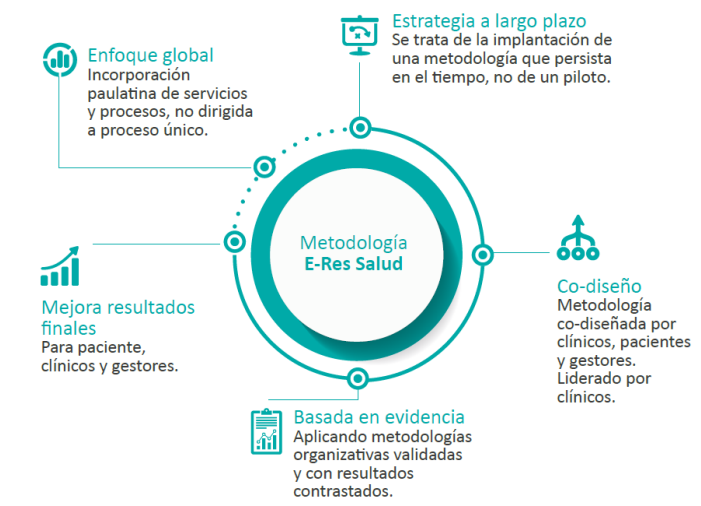 Estrategia a largo plazo
Se trata de la implantación de
una metodología que persista
en el tiempo, no de un piloto.
Enfoque global
Incorporación
paulatina de servicios
y procesos, no dirigida
a proceso único.
Metodología
E-Res Salud
Mejora resultados
finales
Para paciente,
clínicos y gestores.
Co-diseño
Metodología
co-diseñada por
clínicos, pacientes
y gestores.
Liderado por
clínicos.
Basada en evidencia
Aplicando metodologías
organizativas validadas
y con resultados
contrastados.